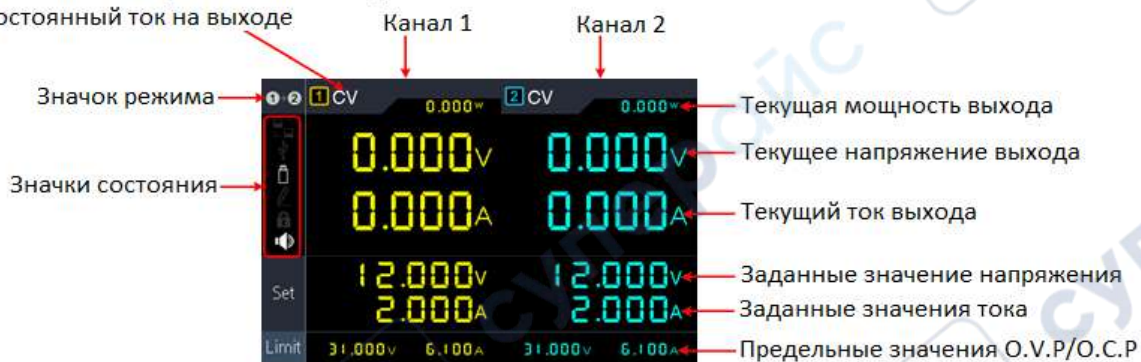 остоянный ток на выходе
Канал 1
Канал 2
Значок режима
1 2
1 CV
0.000w
2 CV
0.000w
Текущая мощность выхода
0.000V
0.000V
Текущее напряжение выхода
Значки состояния
0.000A
0.000A
Текущий ток выхода
Set
12.000V
12.000V
Заданные значение напряжения
2.000A
2.000A
Заданные значения тока
Limit
31.000V
6.100A
31.000V
6.100A
Предельные значения O.V.P/O.C.P